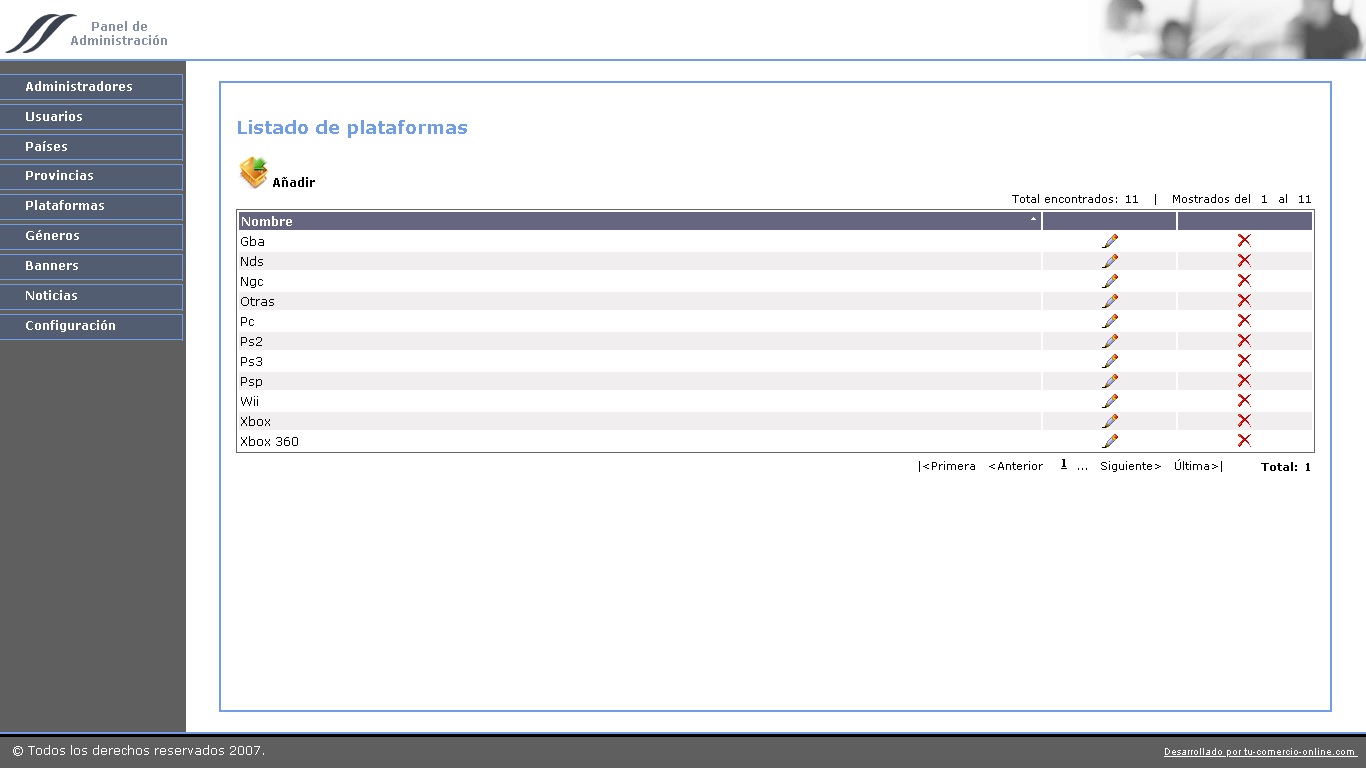 Panel de
Administración
Administradores
Usuarios
Países
Provincias
Plataformas
Géneros
Banners
Noticias
Configuración
Listado de plataformas
Añadir
Total encontrados: 11 | Mostrados del 1 al 11
Nombre
Gba
Nds
Ngc
Otras
Pc
Ps2
Ps3
Psp
Wii
Xbox
Xbox 360
|<Primera <Anterior 1 ... Siguiente> Última>| Total: 1
© Todos los derechos reservados 2007.
Desarrollado por tu-comercio-online.com